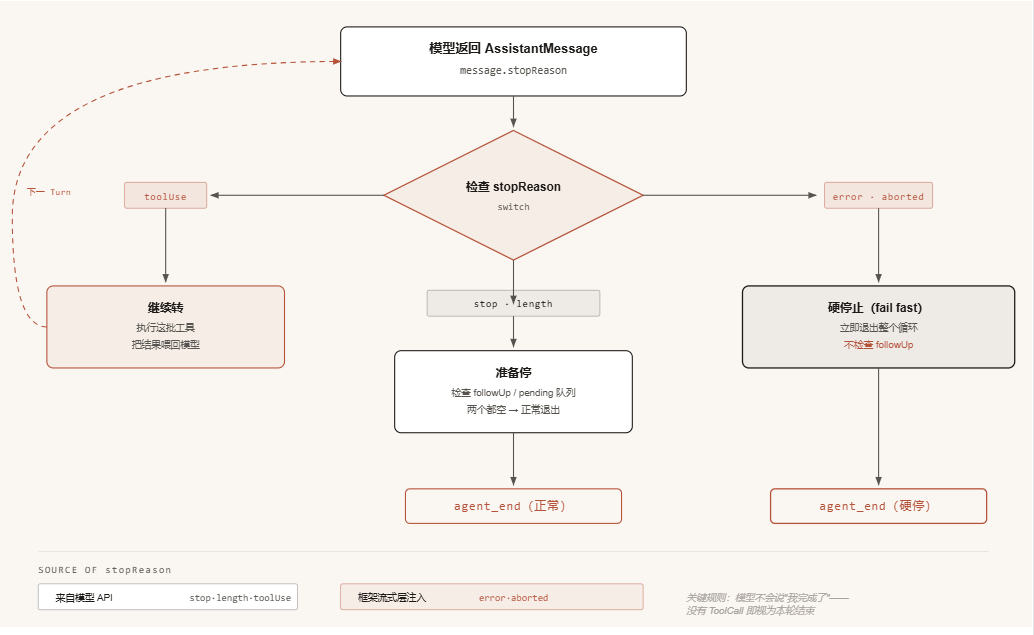 模型返回 AssistantMessage
message.stopReason
检查 stopReason
switch
下一 Turn
toolUse
error · aborted
继续转
执行这批工具
把结果喂回模型
stop · length
硬停止（fail fast）
立即退出整个循环
不检查 followUp
准备停
检查 followUp / pending 队列
两个都空 → 正常退出
agent_end（正常）
agent_end（硬停）
SOURCE OF stopReason
来自模型 API
stop·length·toolUse
框架流式层注入
error·aborted
关键规则：模型不会说"我完成了"——
没有 ToolCall 即视为本轮结束